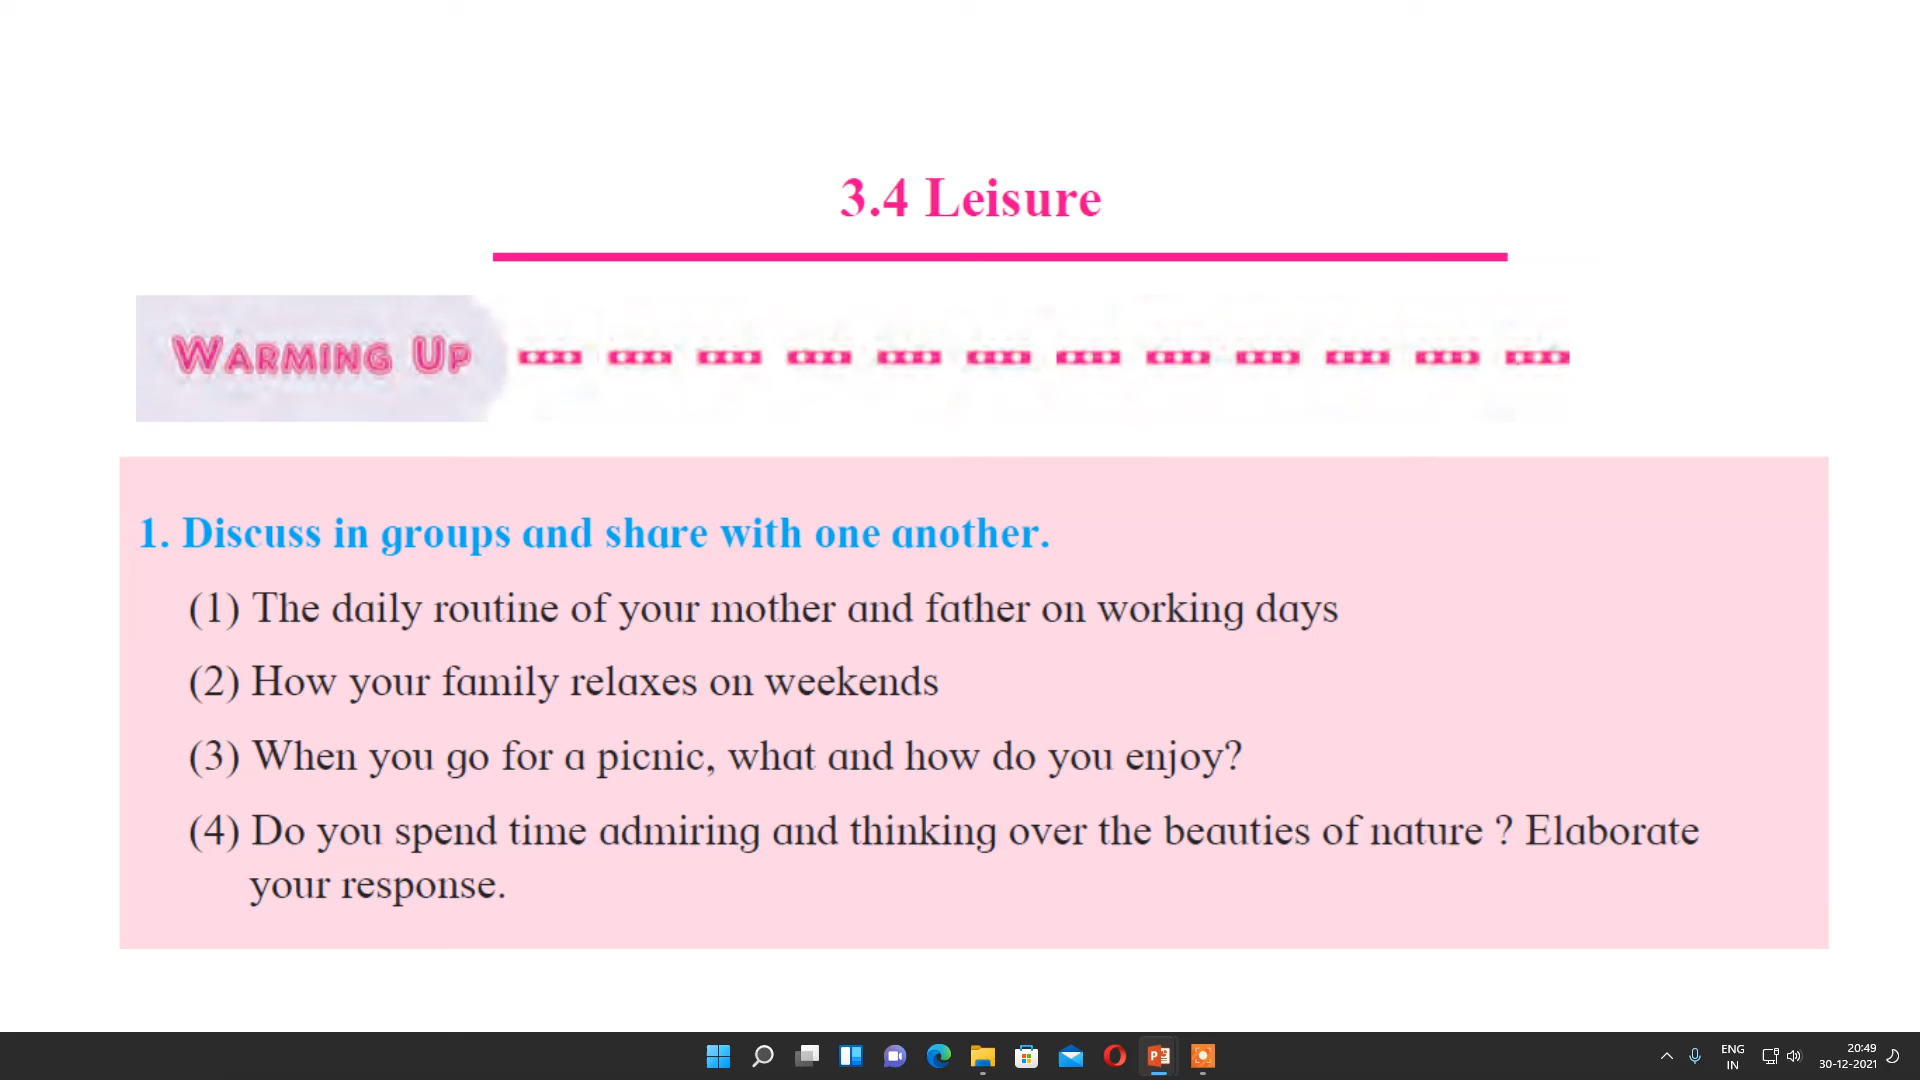 3.4 Leisure
WARMING UP
1. Discuss in groups and share with one another.
(1) The daily routine of your mother and father on working days
(2) How your family relaxes on weekends
(3) When you go for a picnic, what and how do you enjoy?
(4) Do you spend time admiring and thinking over the beauties of nature ? Elaborate
your response.
ENG
IN
20:49
30-12-2021